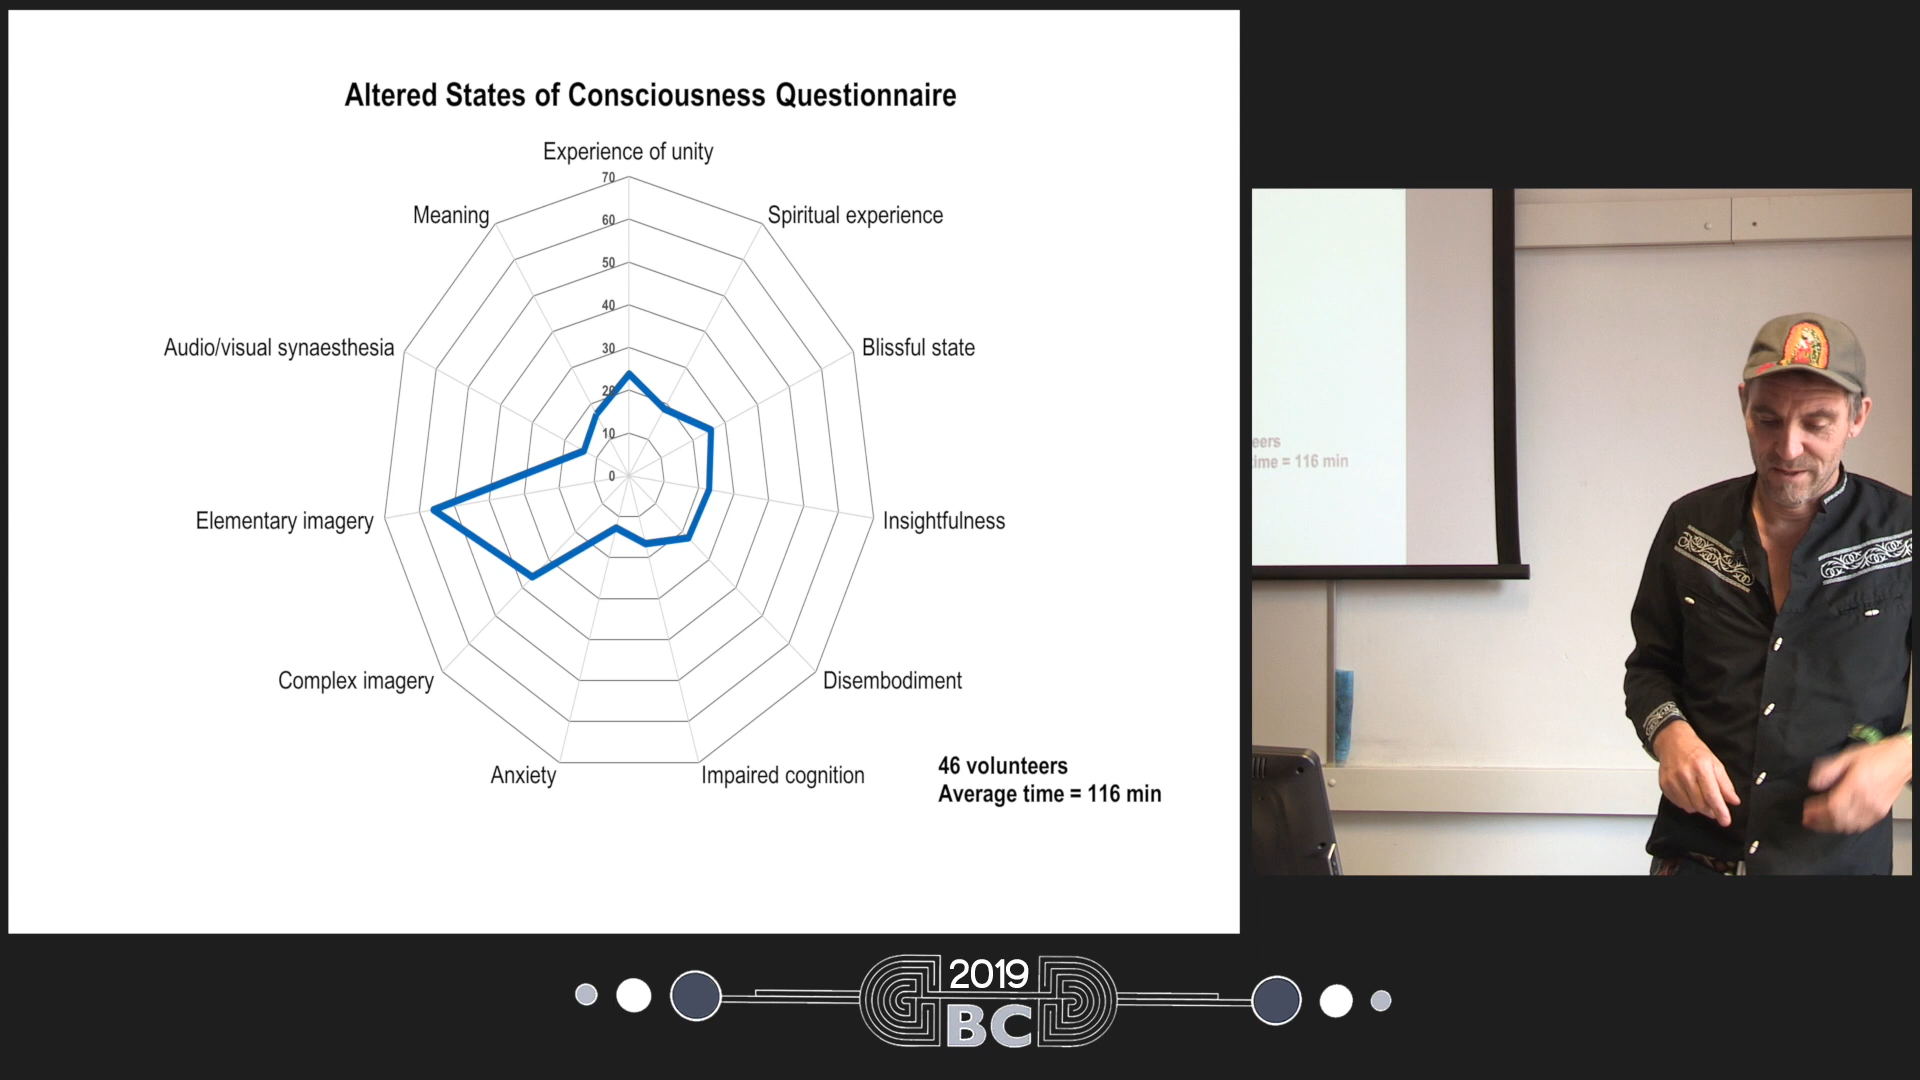 Altered States of Consciousness Questionnaire
Experience of unity
70
Meaning
Spiritual experience
60
50
40
Audio/visual synaesthesia
30
Blissful state
20
10
0
Elementary imagery
Insightfulness
Complex imagery
Disembodiment
Anxiety
Impaired cognition
46 volunteers
Average time = 116 min
eers
ime = 116 min
2019
BC